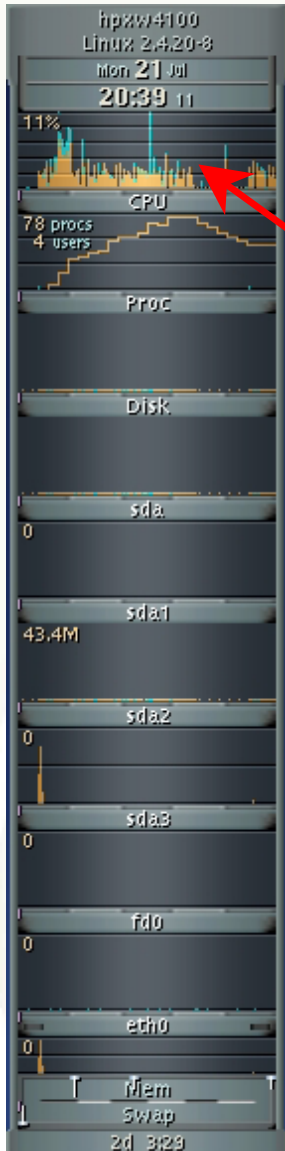 hpxw4100
Linux 2.4.20-8
Mon 21 Jul
20:39 11
11%
CPU
78 procs
4 users
Proc
Disk
sda
0
sda1
43.4M
sda2
0
sda3
0
fd0
0
eth0
0
Mem
Swap
2d 3:29